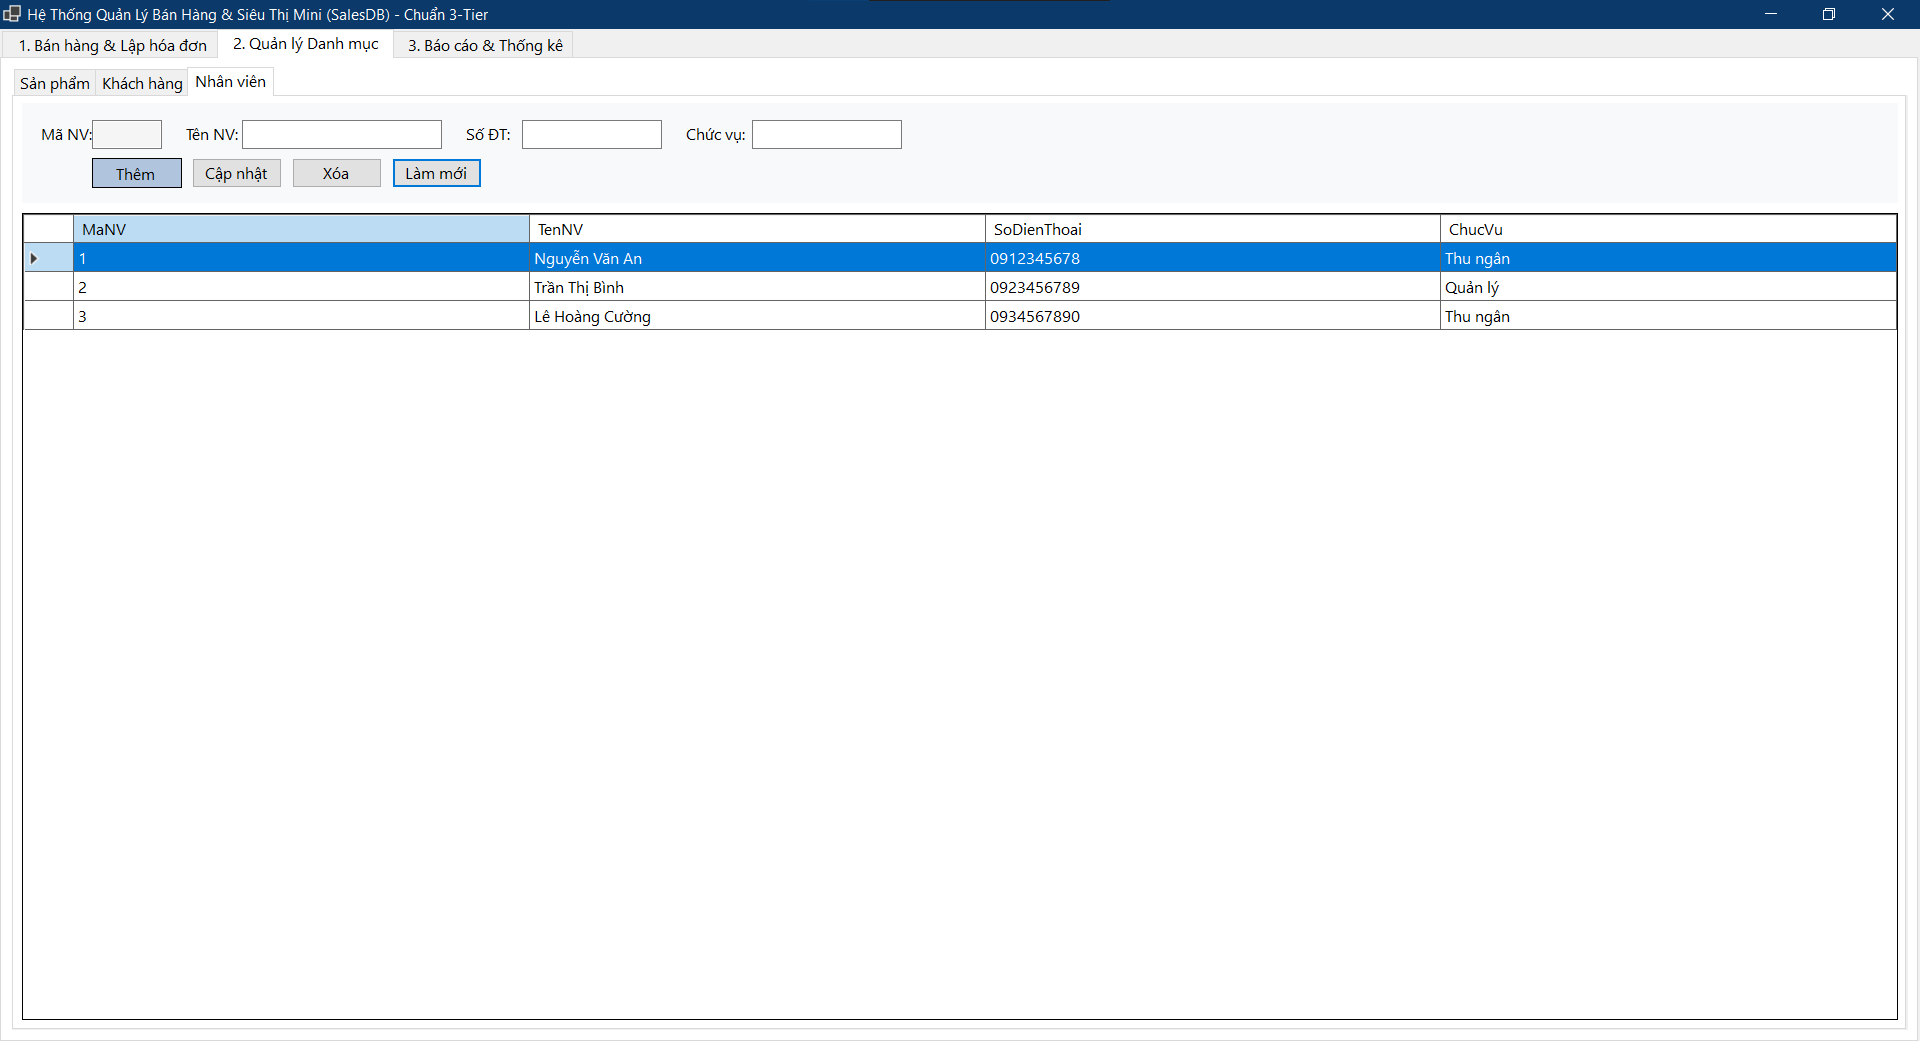 Hệ Thống Quản Lý Bán Hàng & Siêu Thị Mini (SalesDB) - Chuẩn 3-Tier
1. Bán hàng & Lập hóa đơn 2. Quản lý Danh mục 3. Báo cáo & Thống kê
Sản phẩm Khách hàng Nhân viên
Mã NV: Tên NV: Số ĐT: Chức vụ:
Thêm Cập nhật Xóa Làm mới
MaNV TenNV SoDienThoai ChucVu
1 Nguyễn Văn An 0912345678 Thu ngân
2 Trần Thị Bình 0923456789 Quản lý
3 Lê Hoàng Cường 0934567890 Thu ngân